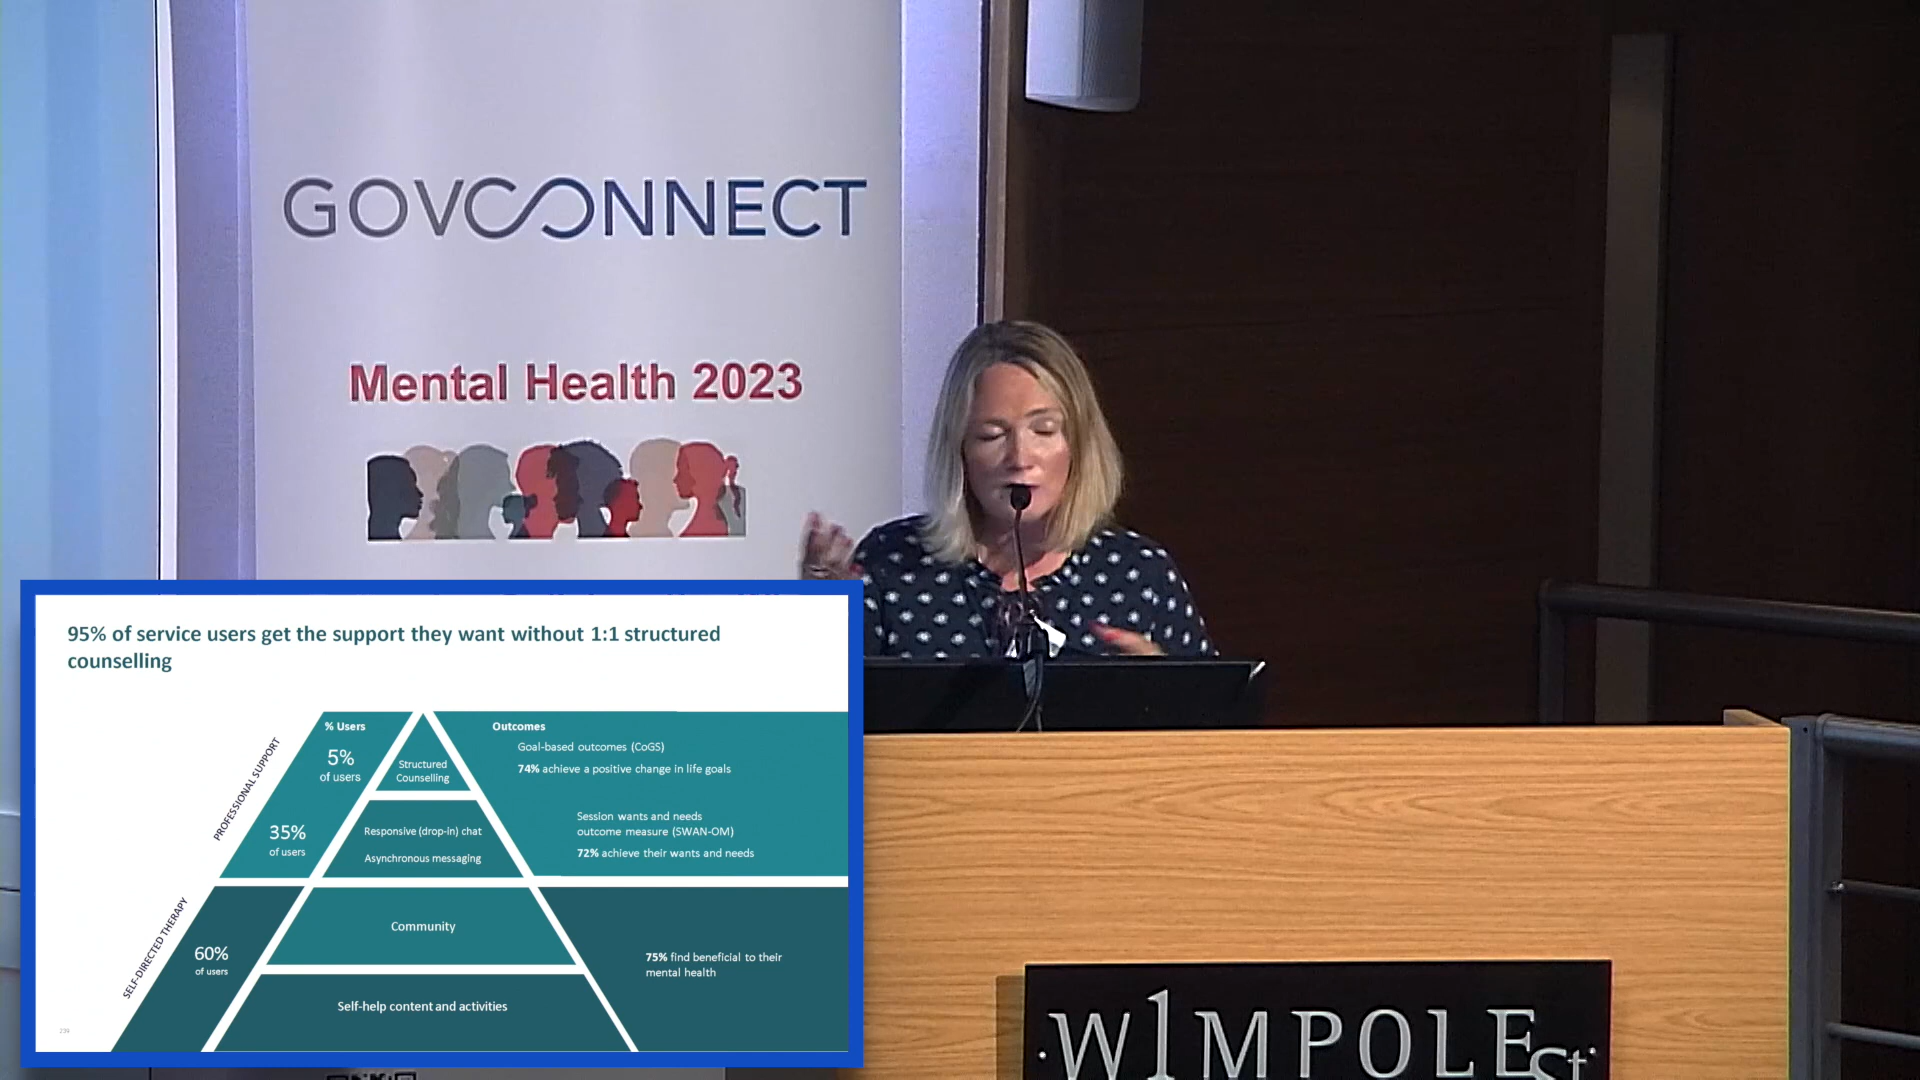 GOVCONNECT
Mental Health 2023
95% of service users get the support they want without 1:1 structured
counselling
% Users
5%
of users
35%
of users
60%
of users
PROFESSIONAL SUPPORT
SELF-DIRECTED THERAPY
Structured
Counselling
Responsive (drop-in) chat
Asynchronous messaging
Community
Self-help content and activities
Outcomes
Goal-based outcomes (CoGS)
74% achieve a positive change in life goals
Session wants and needs
outcome measure (SWAN-OM)
72% achieve their wants and needs
75% find beneficial to their
mental health
·W1MPOLE St·